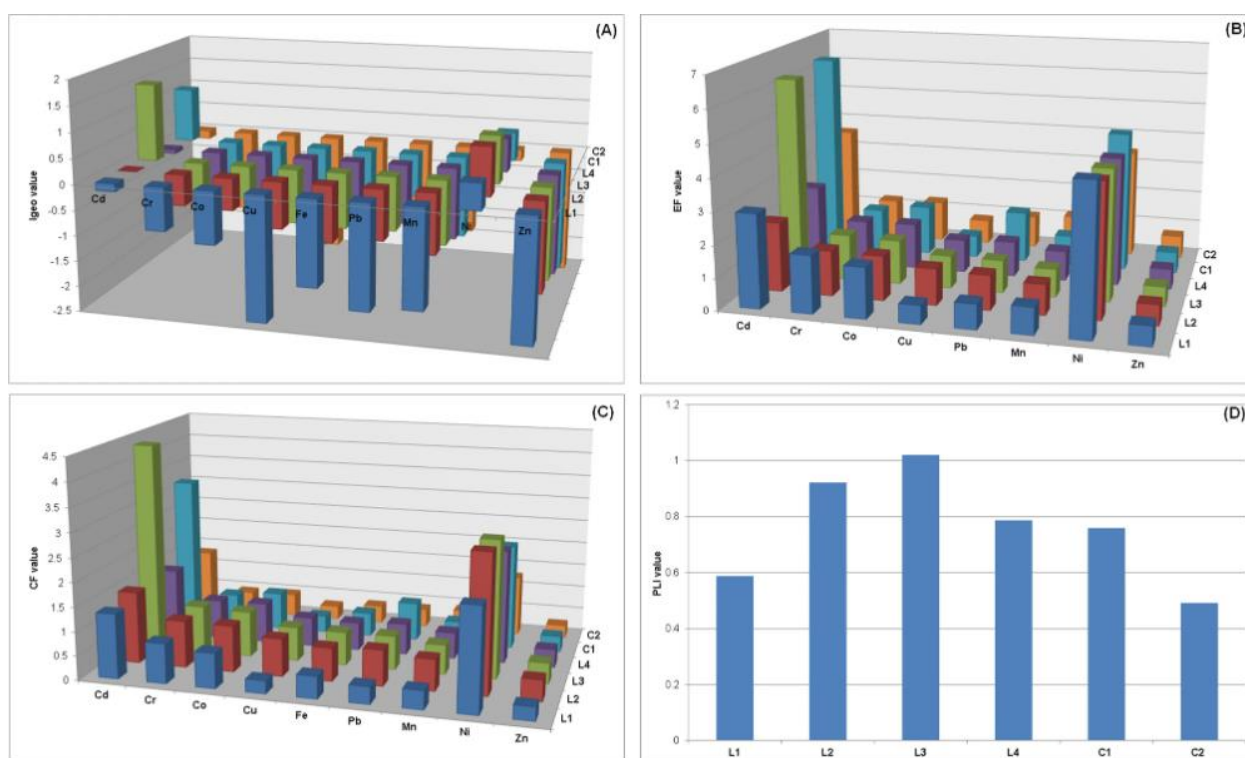 (A)
Igeo value
2
1.5
1
0.5
0
-0.5
-1
-1.5
-2
-2.5
Cd
Cr
Co
Cu
Fe
Pb
Mn
Zn
C2
C1
L4
L3
L2
L1
(B)
EF value
7
6
5
4
3
2
1
0
Cd
Cr
Co
Cu
Pb
Mn
Ni
Zn
C2
C1
L4
L3
L2
L1
(C)
CF value
4.5
4
3.5
3
2.5
2
1.5
1
0.5
0
Cd
Cr
Co
Cu
Fe
Pb
Mn
Ni
Zn
C2
C1
L4
L3
L2
L1
(D)
PLI value
1.2
1
0.8
0.6
0.4
0.2
0
L1 L2 L3 L4 C1 C2